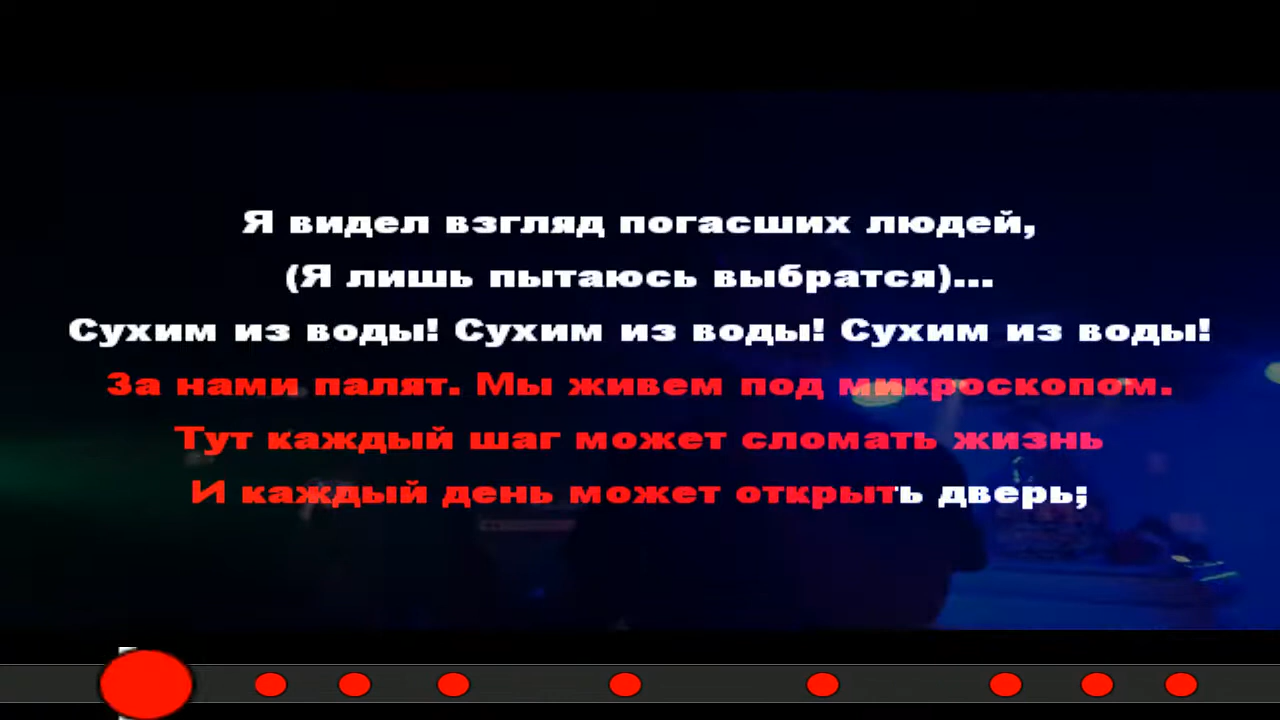 Я видел взгляд погасших людей,
(Я лишь пытаюсь выбратся)...
Сухим из воды! Сухим из воды! Сухим из воды!
За нами палят. Мы живем под микроскопом.
Тут каждый шаг может сломать жизнь
И каждый день может открыть дверь;